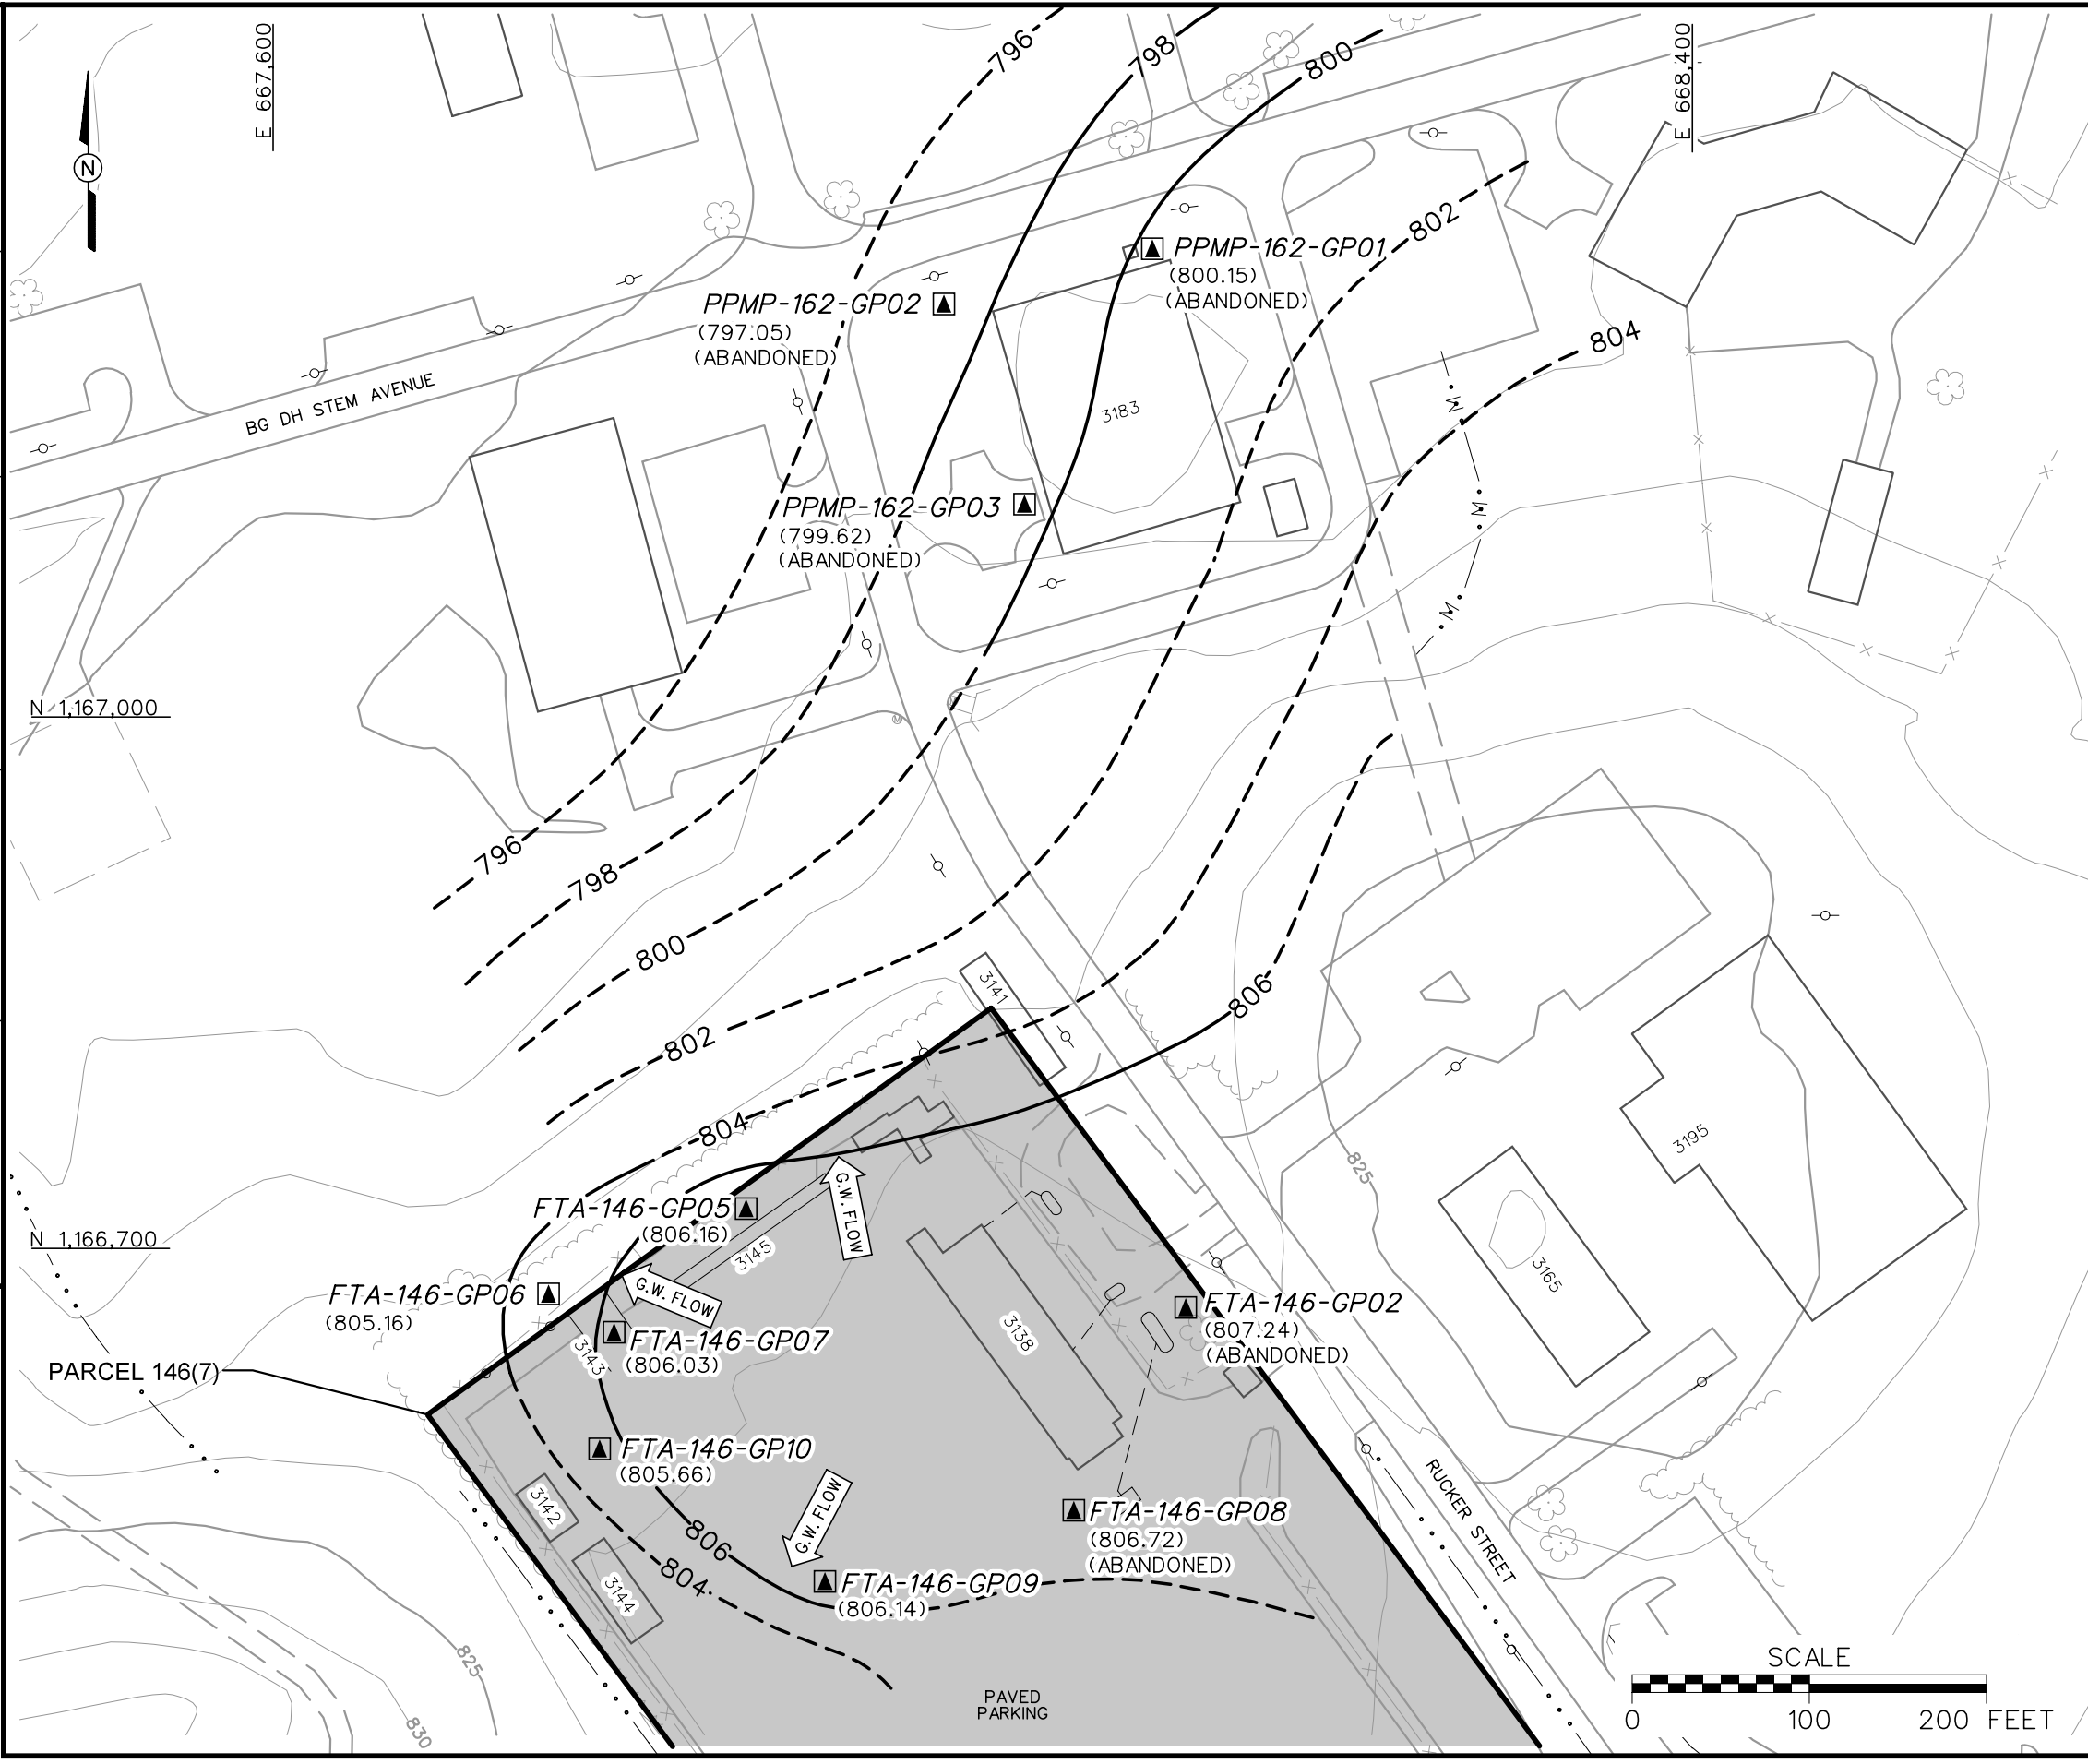 E 667,600
E 668,400
796
798
800
N
802
PPMP-162-GP01
(800.15)
(ABANDONED)
PPMP-162-GP02
(797.05)
(ABANDONED)
804
BG DH STEM AVENUE
3183
M
M
M
PPMP-162-GP03
(799.62)
(ABANDONED)
N 1,167,000
796
798
800
802
804
806
3141
825
3195
3165
FTA-146-GP05
(806.16)
G.W. FLOW
3145
N 1,166,700
FTA-146-GP06
(805.16)
G.W. FLOW
FTA-146-GP07
(806.03)
3143
3138
FTA-146-GP02
(807.24)
(ABANDONED)
PARCEL 146(7)
FTA-146-GP10
(805.66)
3142
G.W. FLOW
806
804
3144
FTA-146-GP08
(806.72)
(ABANDONED)
FTA-146-GP09
(806.14)
RUCKER STREET
825
830
PAVED
PARKING
SCALE
0 100 200 FEET